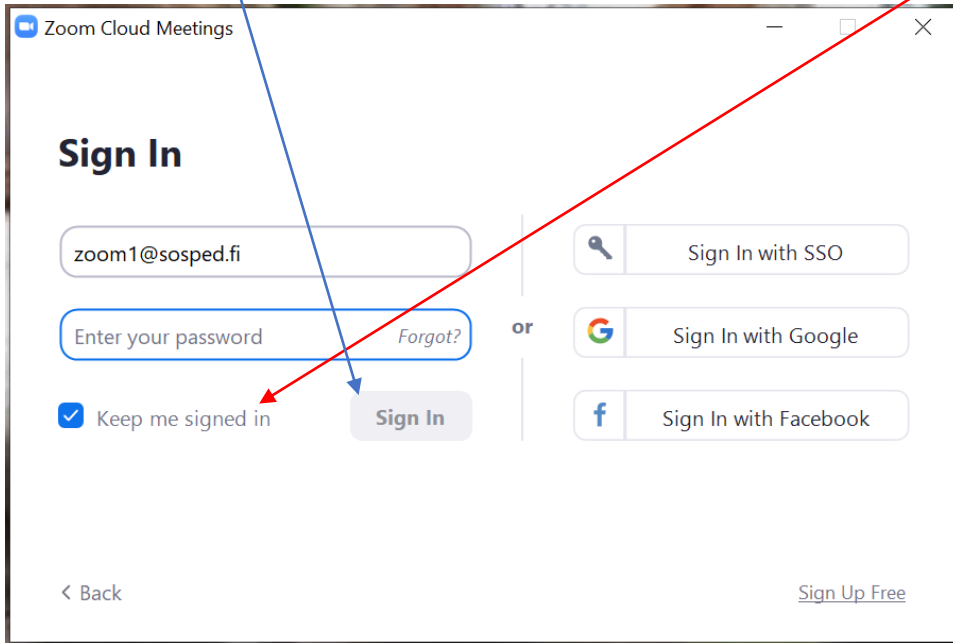 Zoom Cloud Meetings
Sign In
zoom1@sosped.fi
Enter your password Forgot?
Keep me signed in Sign In
or
Sign In with SSO
Sign In with Google
Sign In with Facebook
< Back
Sign Up Free